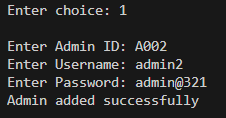 Enter choice: 1
Enter Admin ID: A002
Enter Username: admin2
Enter Password: admin@321
Admin added successfully